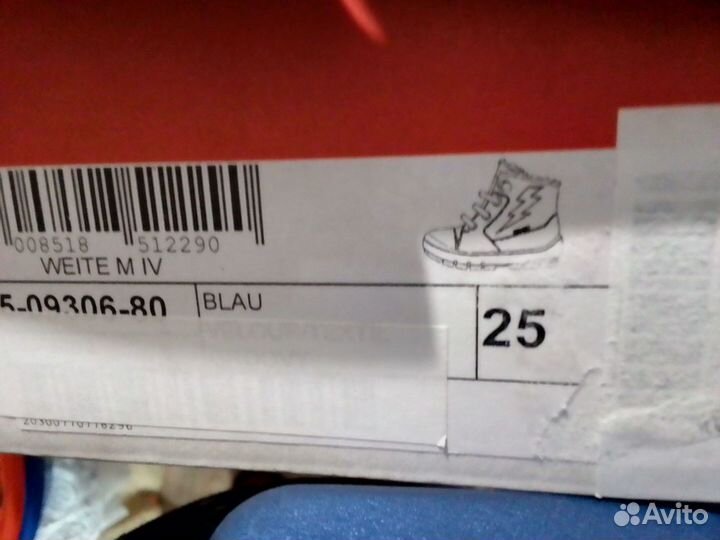 008518 512290
WEITE M IV
5-09306-80 BLAU 25
Avito